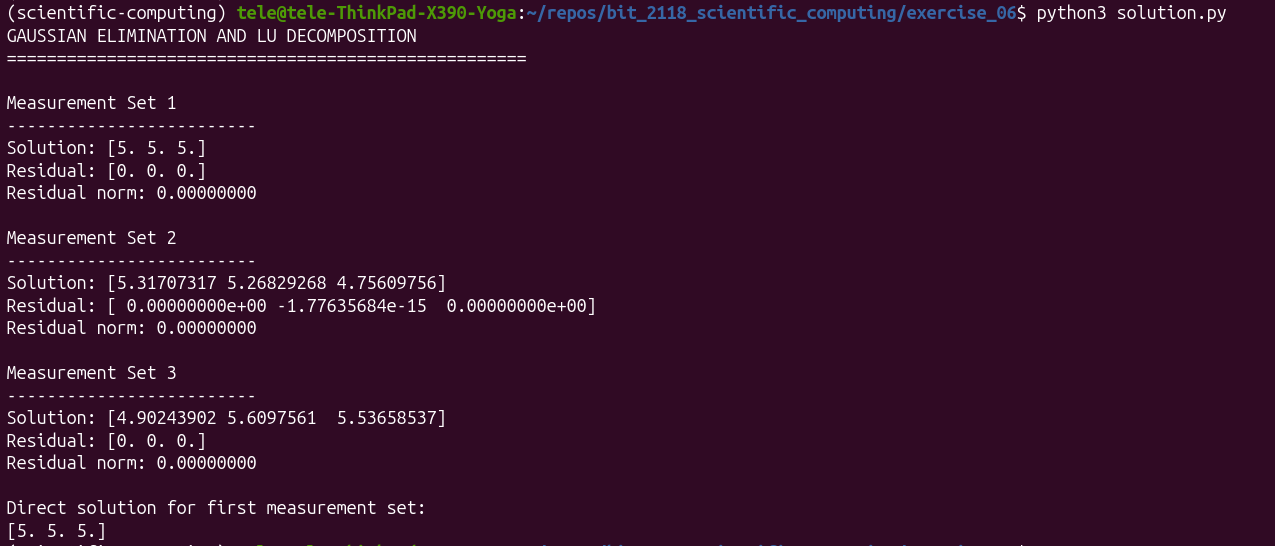 (scientific-computing) tele@tele-ThinkPad-X390-Yoga:~/repos/bit_2118_scientific_computing/exercise_06$ python3 solution.py
GAUSSIAN ELIMINATION AND LU DECOMPOSITION
====================================================
Measurement Set 1
-------------------------
Solution: [5. 5. 5.]
Residual: [0. 0. 0.]
Residual norm: 0.00000000
Measurement Set 2
-------------------------
Solution: [5.31707317 5.26829268 4.75609756]
Residual: [ 0.00000000e+00 -1.77635684e-15  0.00000000e+00]
Residual norm: 0.00000000
Measurement Set 3
-------------------------
Solution: [4.90243902 5.6097561  5.53658537]
Residual: [0. 0. 0.]
Residual norm: 0.00000000
Direct solution for first measurement set:
[5. 5. 5.]